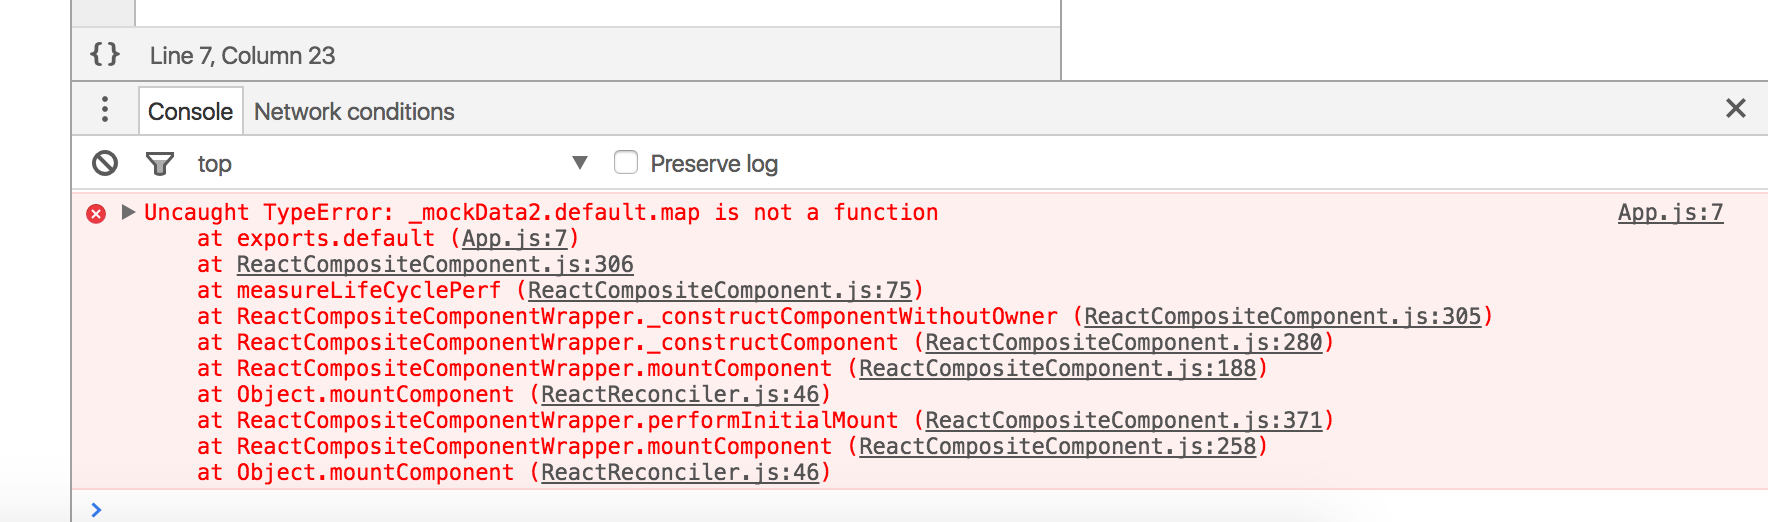 {} Line 7, Column 23
Console Network conditions
top Preserve log
Uncaught TypeError: _mockData2.default.map is not a function App.js:7
at exports.default (App.js:7)
at ReactCompositeComponent.js:306
at measureLifeCyclePerf (ReactCompositeComponent.js:75)
at ReactCompositeComponentWrapper._constructComponentWithoutOwner (ReactCompositeComponent.js:305)
at ReactCompositeComponentWrapper._constructComponent (ReactCompositeComponent.js:280)
at ReactCompositeComponentWrapper.mountComponent (ReactCompositeComponent.js:188)
at Object.mountComponent (ReactReconciler.js:46)
at ReactCompositeComponentWrapper.performInitialMount (ReactCompositeComponent.js:371)
at ReactCompositeComponentWrapper.mountComponent (ReactCompositeComponent.js:258)
at Object.mountComponent (ReactReconciler.js:46)